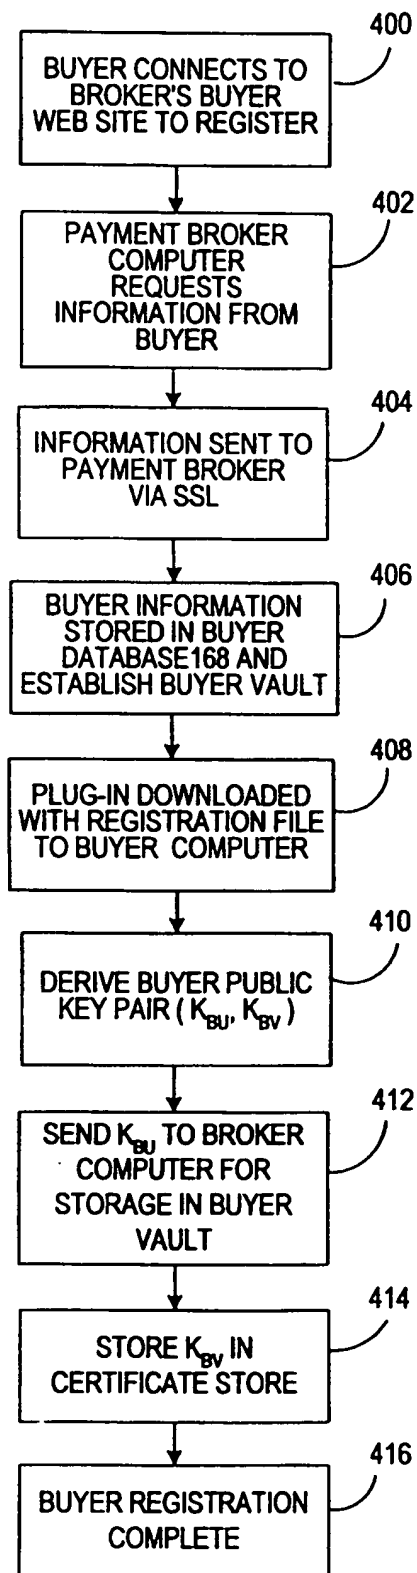 400
BUYER CONNECTS TO
BROKER'S BUYER
WEB SITE TO REGISTER
402
PAYMENT BROKER
COMPUTER
REQUESTS
INFORMATION FROM
BUYER
404
INFORMATION SENT TO
PAYMENT BROKER
VIA SSL
406
BUYER INFORMATION
STORED IN BUYER
DATABASE168 AND
ESTABLISH BUYER VAULT
408
PLUG-IN DOWNLOADED
WITH REGISTRATION FILE
TO BUYER COMPUTER
410
DERIVE BUYER PUBLIC
KEY PAIR ( KBU, KBV )
412
SEND KBU TO BROKER
COMPUTER FOR
STORAGE IN BUYER
VAULT
414
STORE KBV IN
CERTIFICATE STORE
416
BUYER REGISTRATION
COMPLETE